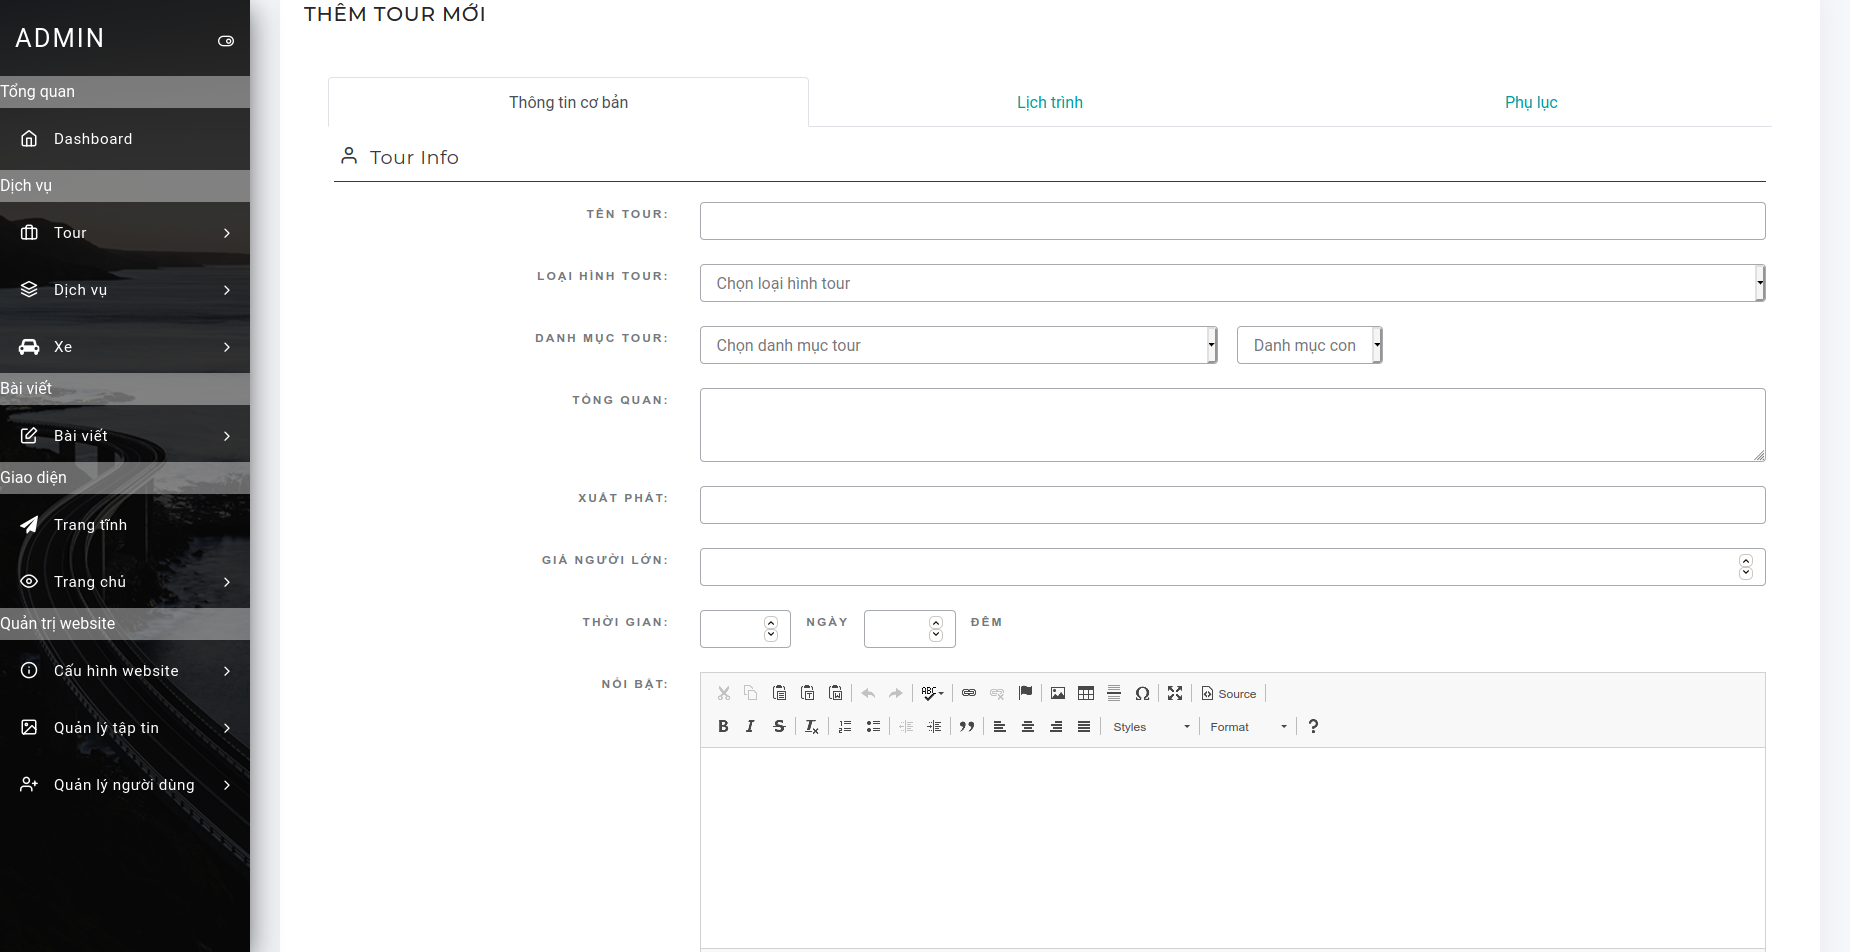 ADMIN
Tổng quan
Dashboard
Dịch vụ
Tour
Dịch vụ
Xe
Bài viết
Bài viết
Giao diện
Trang tĩnh
Trang chủ
Quản trị website
Cấu hình website
Quản lý tập tin
Quản lý người dùng
THÊM TOUR MỚI
Thông tin cơ bản
Lịch trình
Phụ lục
Tour Info
TÊN TOUR:
LOẠI HÌNH TOUR:
Chọn loại hình tour
DANH MỤC TOUR:
Chọn danh mục tour
Danh mục con
TỔNG QUAN:
XUẤT PHÁT:
GIÁ NGƯỜI LỚN:
THỜI GIAN:
NGÀY
ĐÊM
NỔI BẬT:
ABC
Source
B I S
Styles
Format
?